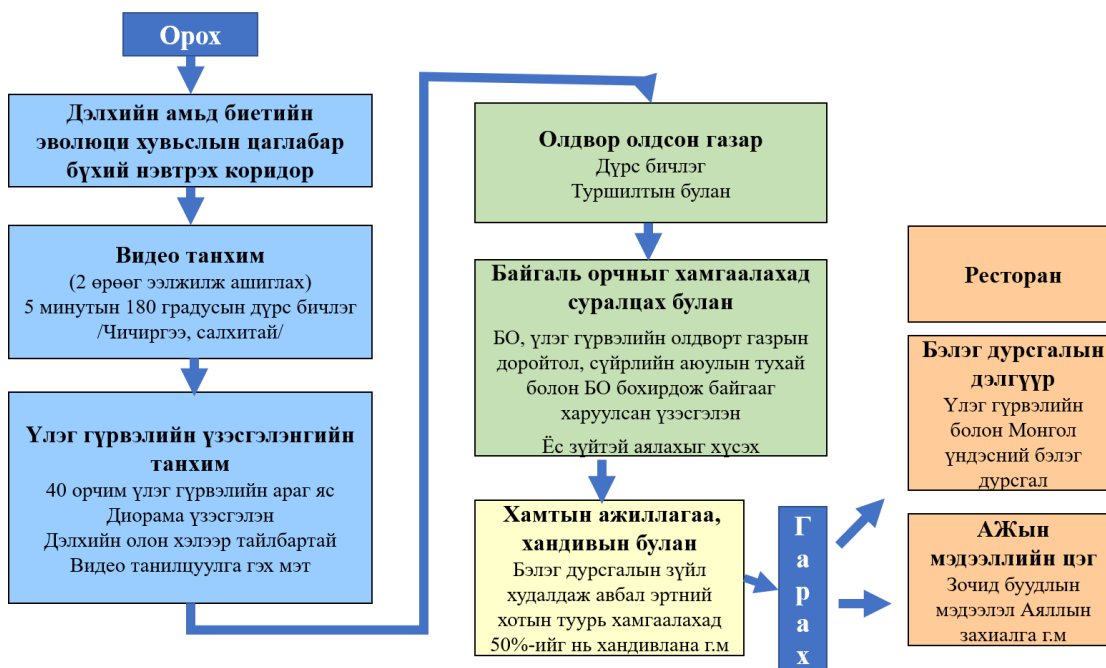 Орох
Дэлхийн амьд биетийн
эволюци хувьслын цаглабар
бүхий нэвтрэх коридор
Видео танхим
(2 өрөөг ээлжилж ашиглах)
5 минутын 180 градусын дүрс бичлэг
/Чичиргээ, салхитай/
Үлэг гүрвэлийн үзэсгэлэнгийн
танхим
40 орчим үлэг гүрвэлийн араг яс
Диорама үзэсгэлэн
Дэлхийн олон хэлээр тайлбартай
Видео танилцуулга гэх мэт
Олдвор олдсон газар
Дүрс бичлэг
Туршилтын булан
Байгаль орчныг хамгаалахад
суралцах булан
БО, үлэг гүрвэлийн олдворт газрын
доройтол, сүйрлийн аюулын тухай
болон БО бохирдож байгааг
харуулсан үзэсгэлэн
Ёс зүйтэй аялахыг хүсэх
Хамтын ажиллагаа,
хандивын булан
Бэлэг дурсгалын зүйл
худалдаж авбал эртний
хотын туурь хамгаалахад
50%-ийг нь хандивлана г.м
Гарах
Ресторан
Бэлэг дурсгалын
дэлгүүр
Үлэг гүрвэлийн
болон Монгол
үндэсний бэлэг
дурсгал
АЖын
мэдээллийн цэг
Зочид буудлын
мэдээлэл Аяллын
захиалга г.м